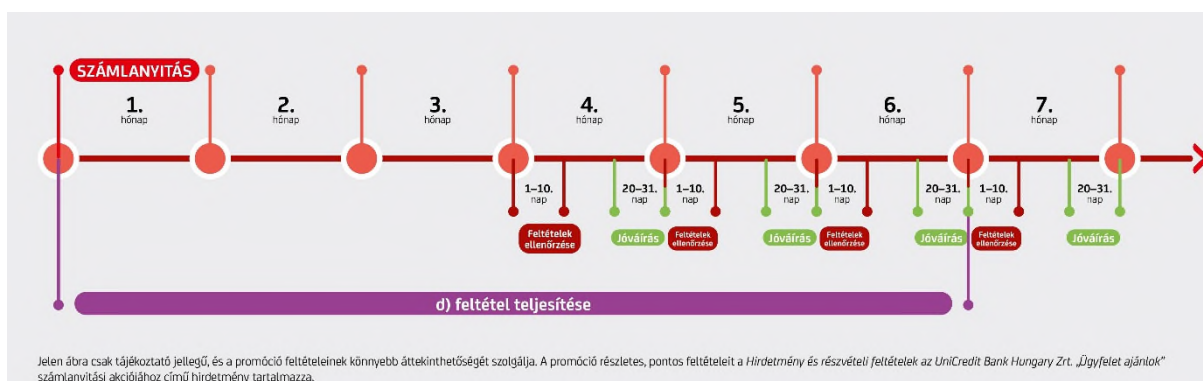 SZÁMLANYITÁS
1.
hónap
2.
hónap
3.
hónap
4.
hónap
5.
hónap
6.
hónap
7.
hónap
1–10.
nap
20–31.
nap
1–10.
nap
20–31.
nap
1–10.
nap
20–31.
nap
1–10.
nap
20–31.
nap
Feltételek
ellenőrzése
Jóváírás
Feltételek
ellenőrzése
Jóváírás
Feltételek
ellenőrzése
Jóváírás
Feltételek
ellenőrzése
Jóváírás
d) feltétel teljesítése
Jelen ábra csak tájékoztató jellegű, és a promóció feltételeinek könnyebb áttekinthetőségét szolgálja. A promóció részletes, pontos feltételeit a Hirdetmény és részvételi feltételek az UniCredit Bank Hungary Zrt. „Ügyfelet ajánlok”
számlanyitási akciójához című hirdetmény tartalmazza.